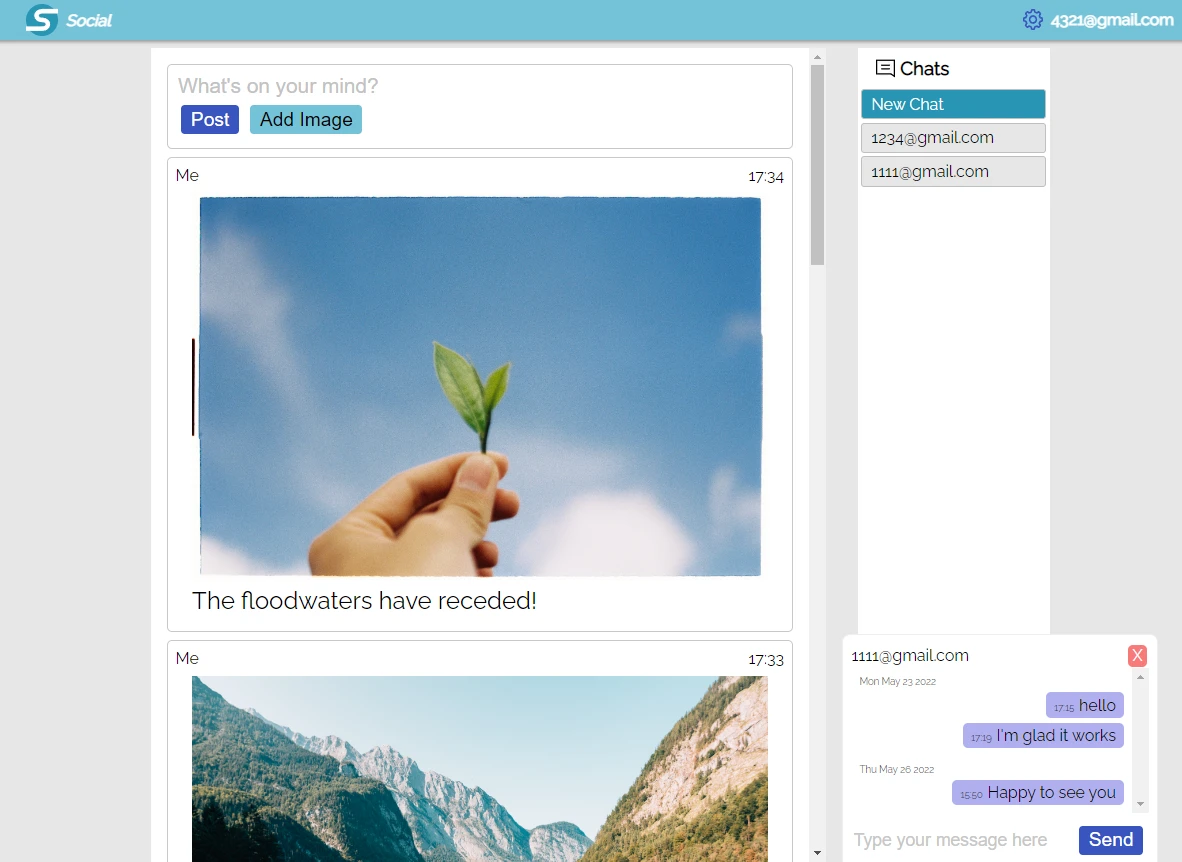 S Social
4321@gmail.com
What's on your mind?
Post Add Image
Me 17:34
The floodwaters have receded!
Me 17:33
Chats
New Chat
1234@gmail.com
1111@gmail.com
1111@gmail.com X
Mon May 23 2022
17:15 hello
17:19 I'm glad it works
Thu May 26 2022
15:50 Happy to see you
Type your message here Send